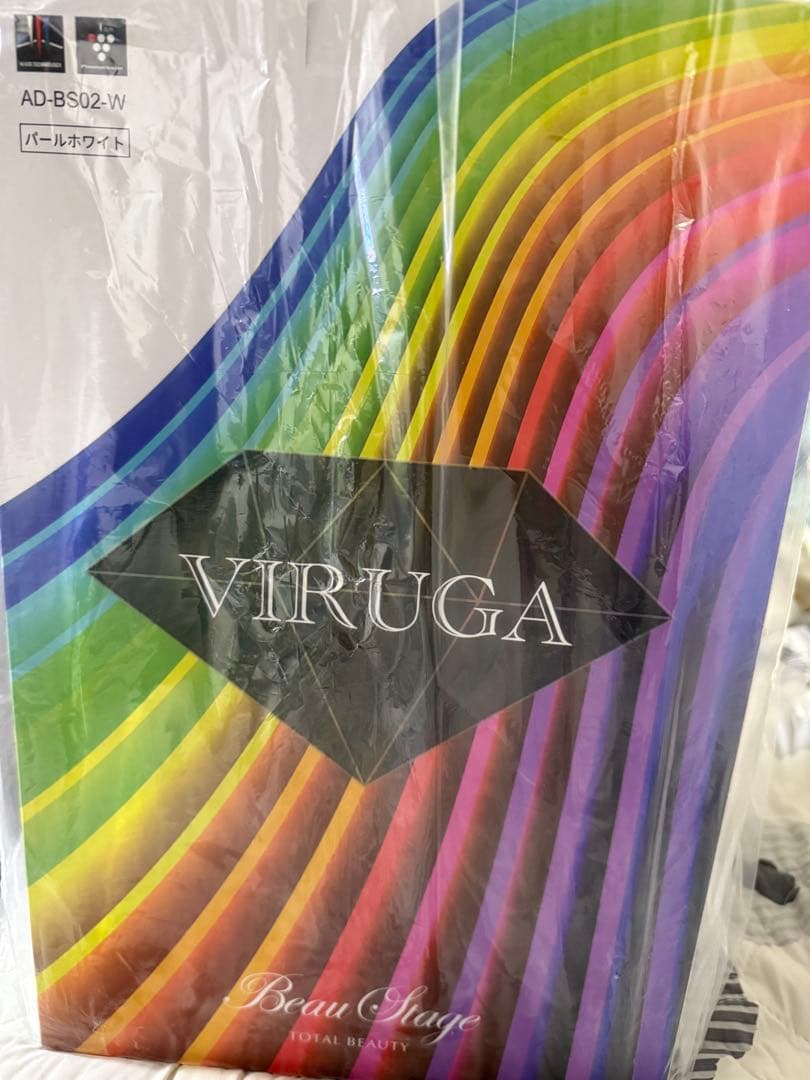 AD-BS02-W
パールホワイト
VIRUGA
Beau Stage
TOTAL BEAUTY